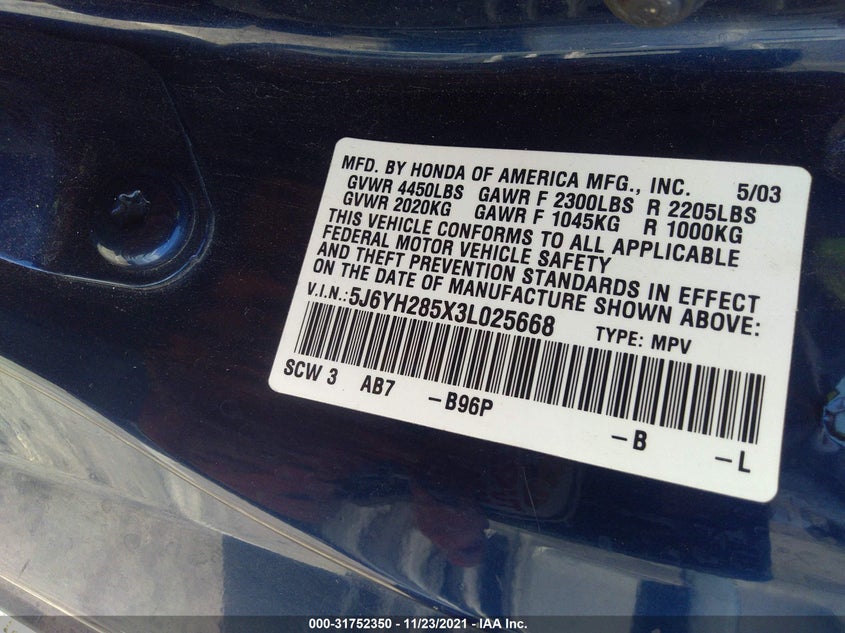 MFD. BY HONDA OF AMERICA MFG., INC. 5/03
GVWR 4450LBS GAWR F 2300LBS R 2205LBS
GVWR 2020KG GAWR F 1045KG R 1000KG
THIS VEHICLE CONFORMS TO ALL APPLICABLE
FEDERAL MOTOR VEHICLE SAFETY
AND THEFT PREVENTION STANDARDS IN EFFECT
ON THE DATE OF MANUFACTURE SHOWN ABOVE:
V.I.N.:5J6YH285X3L025668 TYPE: MPV
SCW 3 AB7 -B96P -B -L
000-31752350 - 11/23/2021 - IAA Inc.